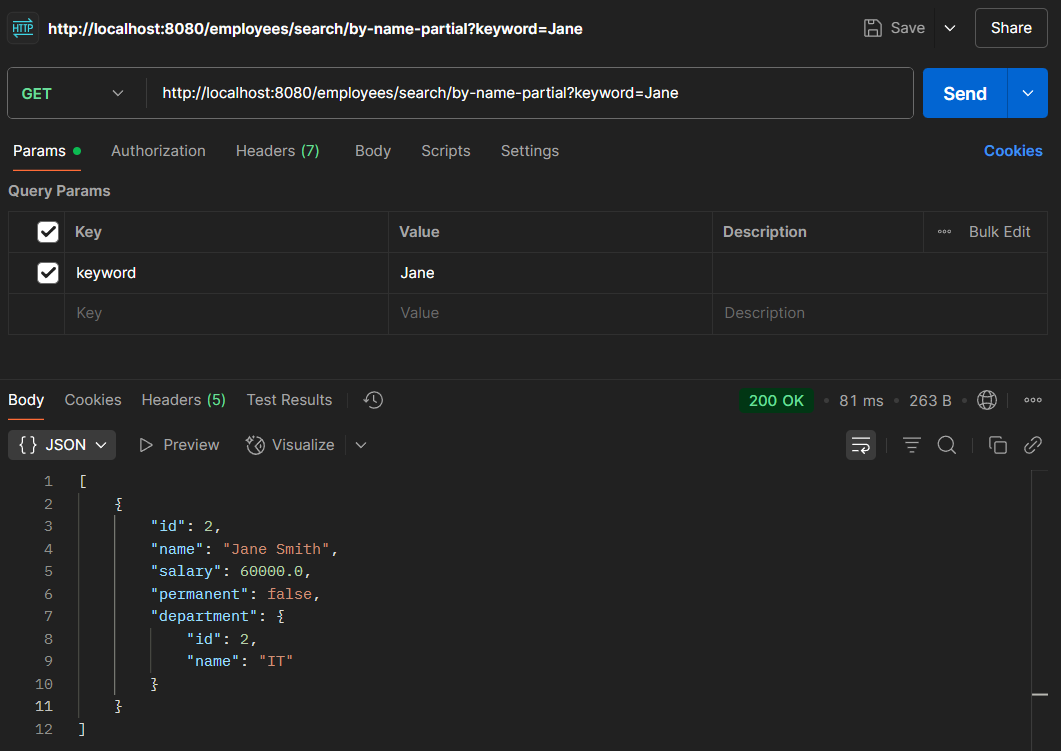 HTTP http://localhost:8080/employees/search/by-name-partial?keyword=Jane Save Share
GET http://localhost:8080/employees/search/by-name-partial?keyword=Jane Send
Params Authorization Headers (7) Body Scripts Settings Cookies
Query Params
Key Value Description Bulk Edit
keyword Jane
Key Value Description
Body Cookies Headers (5) Test Results 200 OK • 81 ms • 263 B •
{} JSON Preview Visualize
1 [
2 {
3 "id": 2,
4 "name": "Jane Smith",
5 "salary": 60000.0,
6 "permanent": false,
7 "department": {
8 "id": 2,
9 "name": "IT"
10 }
11 }
12 ]